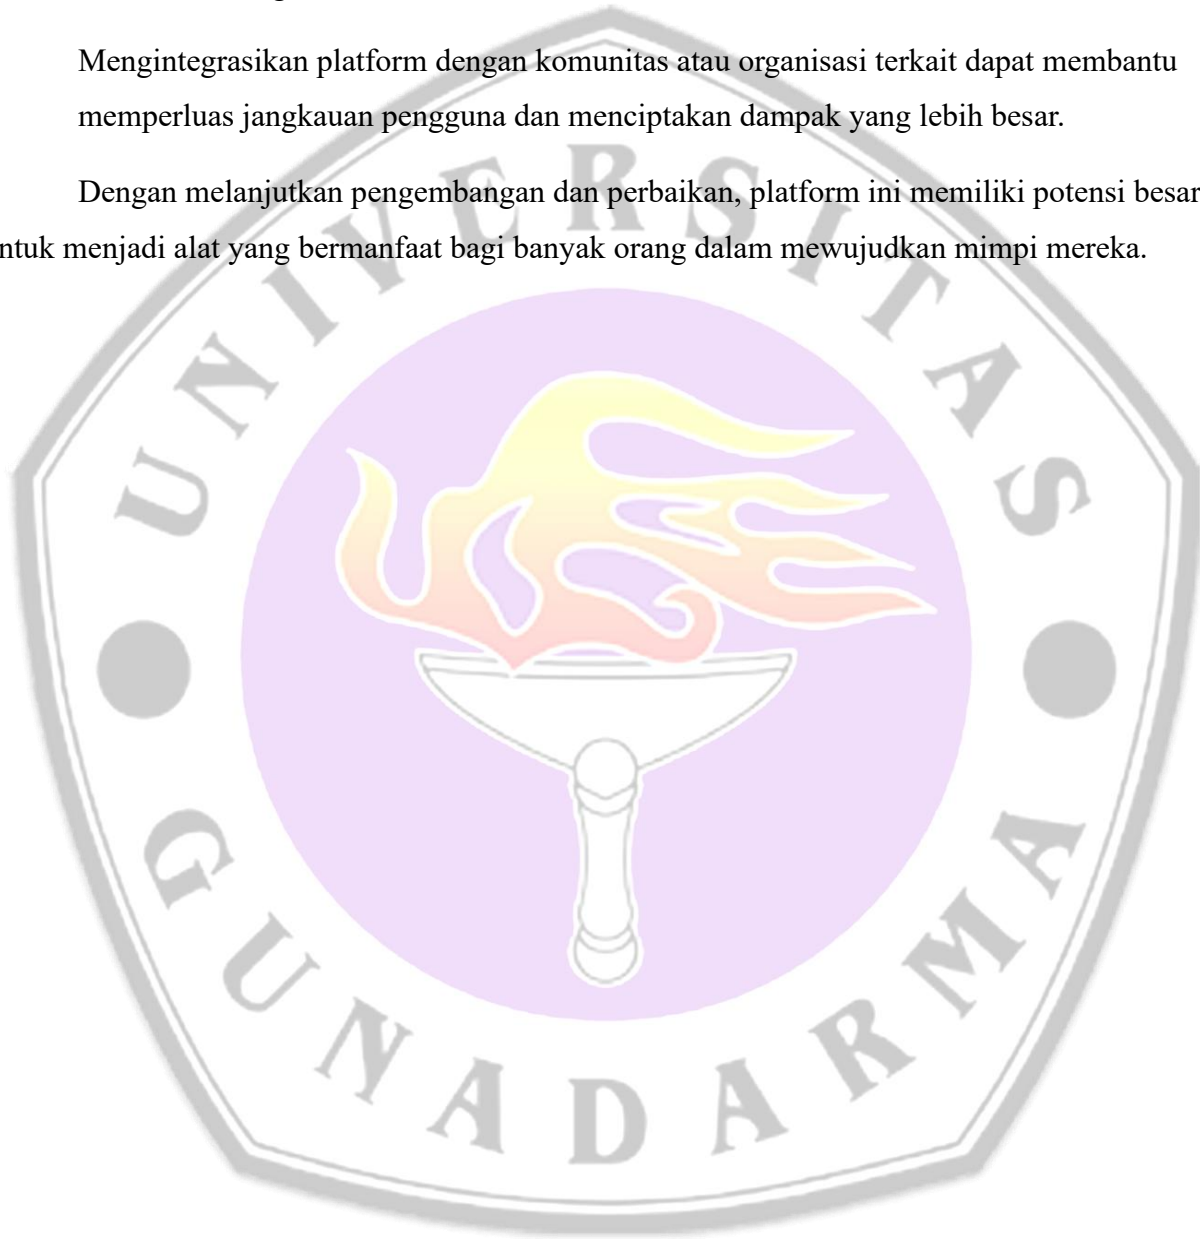 Mengintegrasikan platform dengan komunitas atau organisasi terkait dapat membantu
memperluas jangkauan pengguna dan menciptakan dampak yang lebih besar.
Dengan melanjutkan pengembangan dan perbaikan, platform ini memiliki potensi besar
ntuk menjadi alat yang bermanfaat bagi banyak orang dalam mewujudkan mimpi mereka.
UNIVERSITAS
GUNADARMA